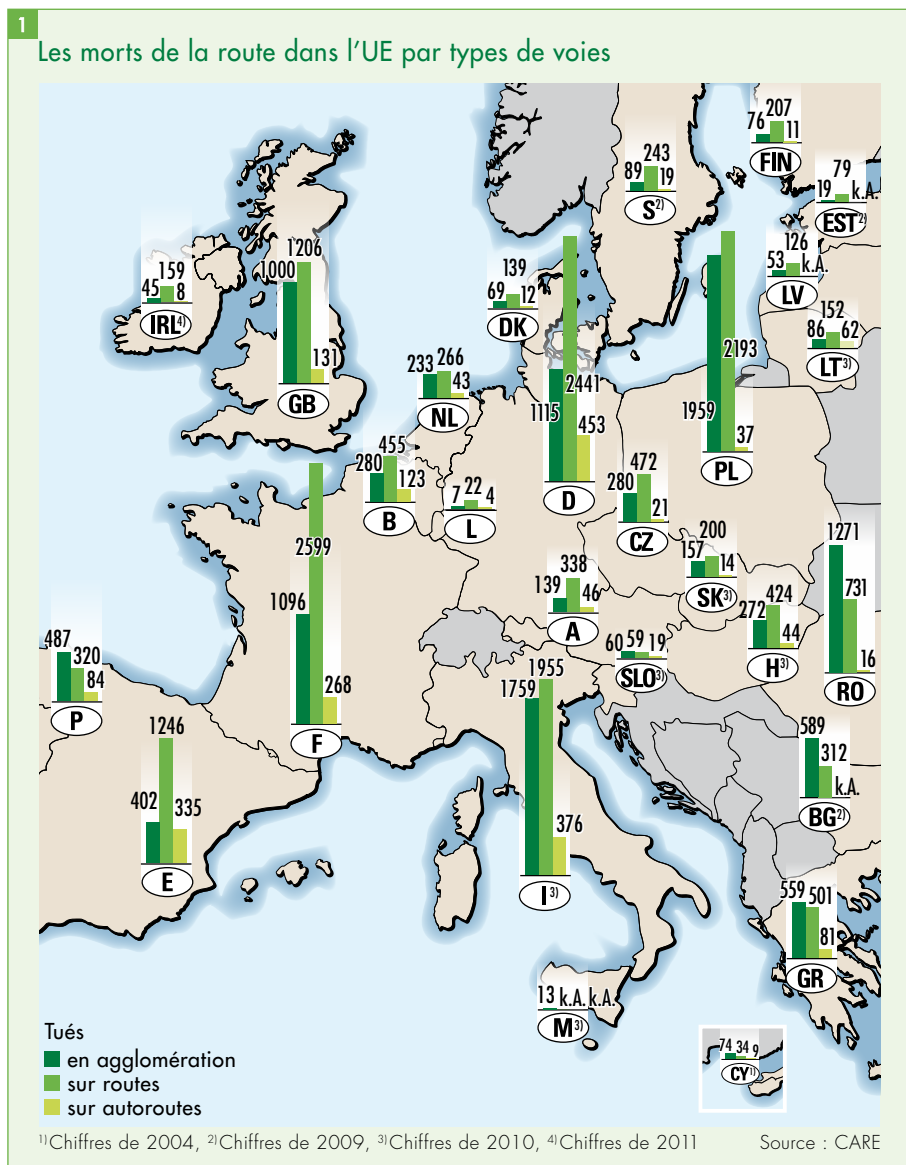 1
Les morts de la route dans l'UE par types de voies
76 207 11
FIN
89 243 19
S²⁾
19 79 k.A.
EST²⁾
45 159 8
IRL⁴⁾
1000 1206 131
GB
69 139 12
DK
53 126 k.A.
LV
86 152 62
LT³⁾
233 266 43
NL
1115 2441 453
D
1959 2193 37
PL
280 455 123
B
7 22 4
L
280 472 21
CZ
157 200 14
SK³⁾
1096 2599 268
F
139 338 46
A
272 424 44
H³⁾
1271 731 16
RO
487 320 84
P
60 59 19
SLO³⁾
402 1246 335
E
1759 1955 376
I³⁾
589 312 k.A.
BG²⁾
559 501 81
GR
13 k.A. k.A.
M³⁾
74 34 9
CY¹⁾
Tués
en agglomération
sur routes
sur autoroutes
¹⁾Chiffres de 2004, ²⁾Chiffres de 2009, ³⁾Chiffres de 2010, ⁴⁾Chiffres de 2011 Source : CARE